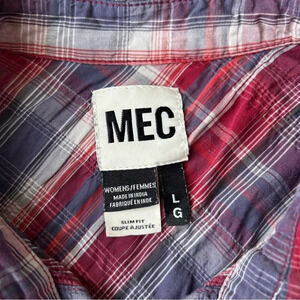 MEC
WOMENS/FEMMES
MADE IN INDIA
FABRIQUÉ EN INDE
L
G
SLIM FIT
COUPE AJUSTÉE